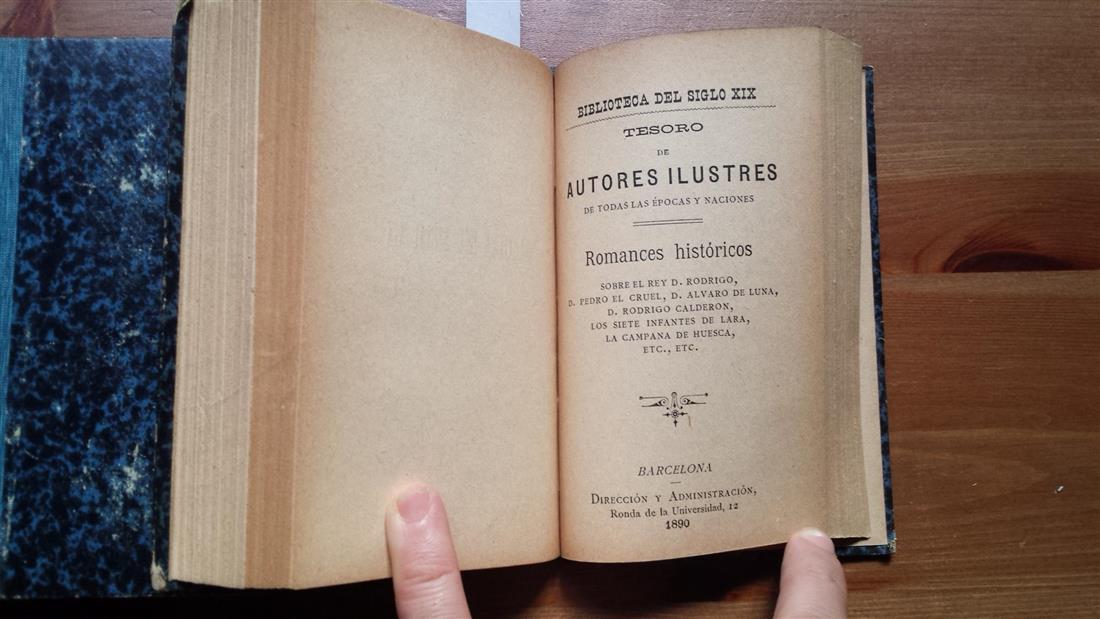 BIBLIOTECA DEL SIGLO XIX
TESORO
DE
AUTORES ILUSTRES
DE TODAS LAS ÉPOCAS Y NACIONES
Romances históricos
SOBRE EL REY D. RODRIGO,
D. PEDRO EL CRUEL, D. ALVARO DE LUNA,
D. RODRIGO CALDERON,
LOS SIETE INFANTES DE LARA,
LA CAMPANA DE HUESCA,
ETC., ETC.
BARCELONA
DIRECCIÓN Y ADMINISTRACIÓN,
Ronda de la Universidad, 12
1890